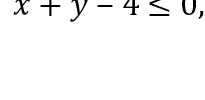 x + y − 4 ≤ 0,